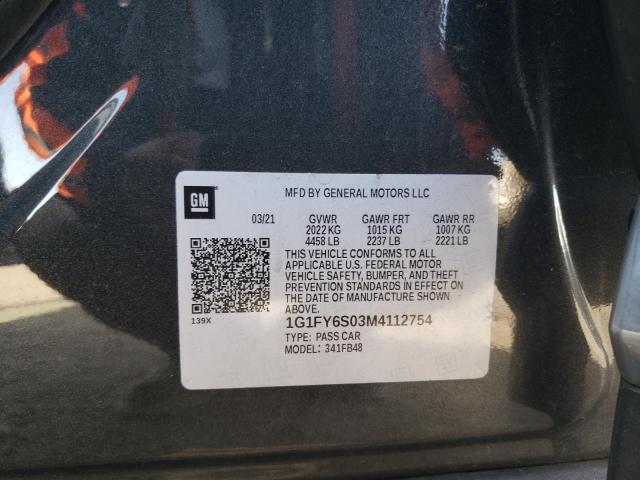 GM
MFD BY GENERAL MOTORS LLC
03/21 GVWR GAWR FRT GAWR RR
2022 KG 1015 KG 1007 KG
4458 LB 2237 LB 2221 LB
THIS VEHICLE CONFORMS TO ALL
APPLICABLE U.S. FEDERAL MOTOR
VEHICLE SAFETY, BUMPER, AND THEFT
PREVENTION STANDARDS IN EFFECT
ON THE DATE OF MANUFACTURE SHOWN
ABOVE.
139X
1G1FY6S03M4112754
TYPE: PASS CAR
MODEL: 341FB48